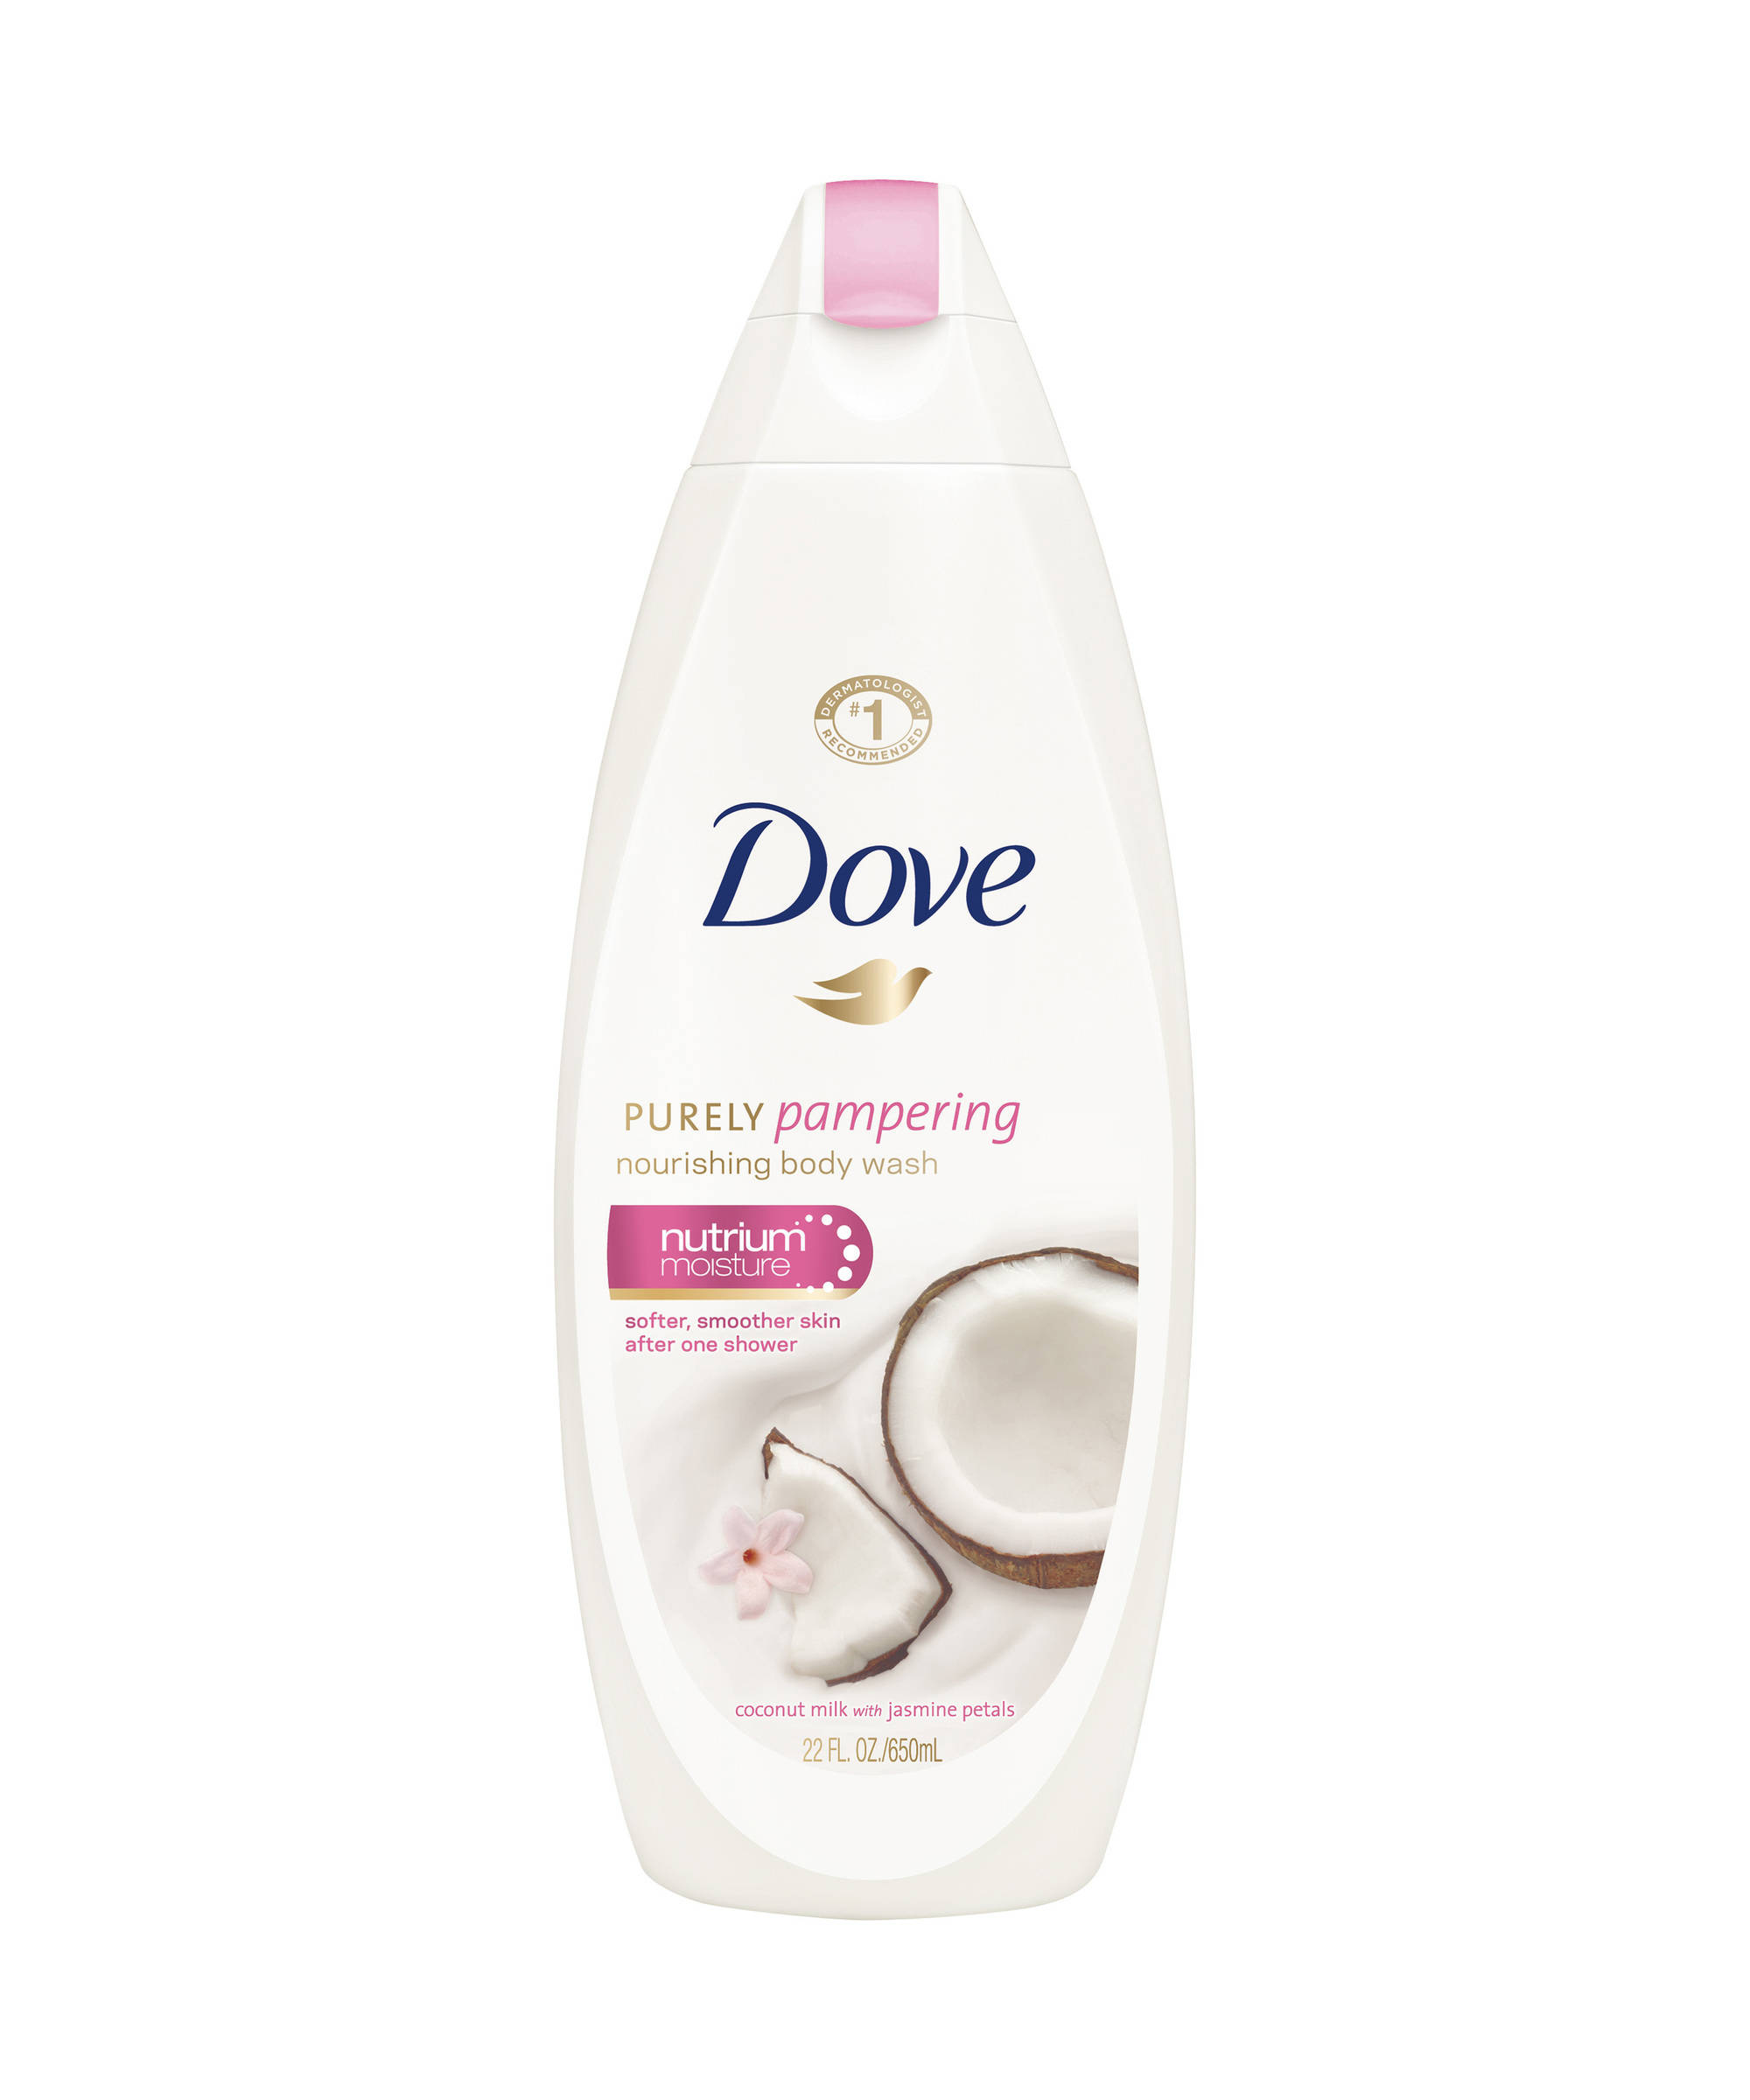 DERMATOLOGIST
#1
RECOMMENDED
Dove
PURELY pampering
nourishing body wash
nutrium
moisture
softer, smoother skin
after one shower
coconut milk with jasmine petals
22 FL. OZ./650mL